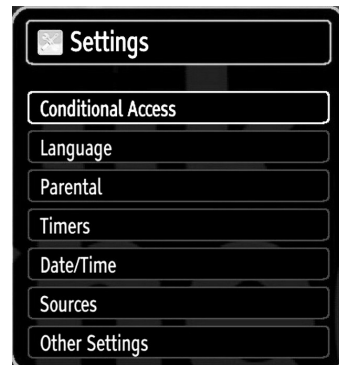 Settings
Conditional Access
Language
Parental
Timers
Date/Time
Sources
Other Settings